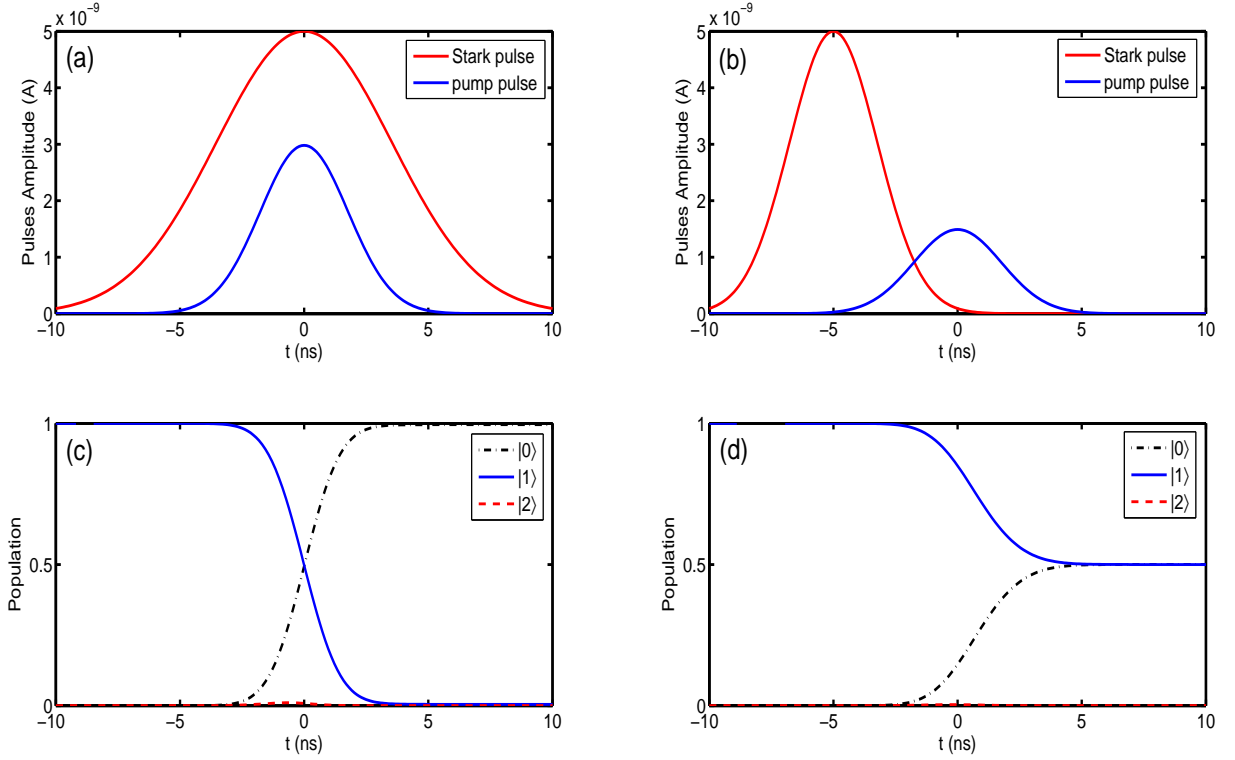 x 10⁻⁹
(a)
Stark pulse
pump pulse
Pulses Amplitude (A)
5
4
3
2
1
0
−10
−5
0
5
10
t (ns)
x 10⁻⁹
(b)
Stark pulse
pump pulse
Pulses Amplitude (A)
5
4
3
2
1
0
−10
−5
0
5
10
t (ns)
(c)
|0⟩
|1⟩
|2⟩
Population
1
0.5
0
−10
−5
0
5
10
t (ns)
(d)
|0⟩
|1⟩
|2⟩
Population
1
0.5
0
−10
−5
0
5
10
t (ns)